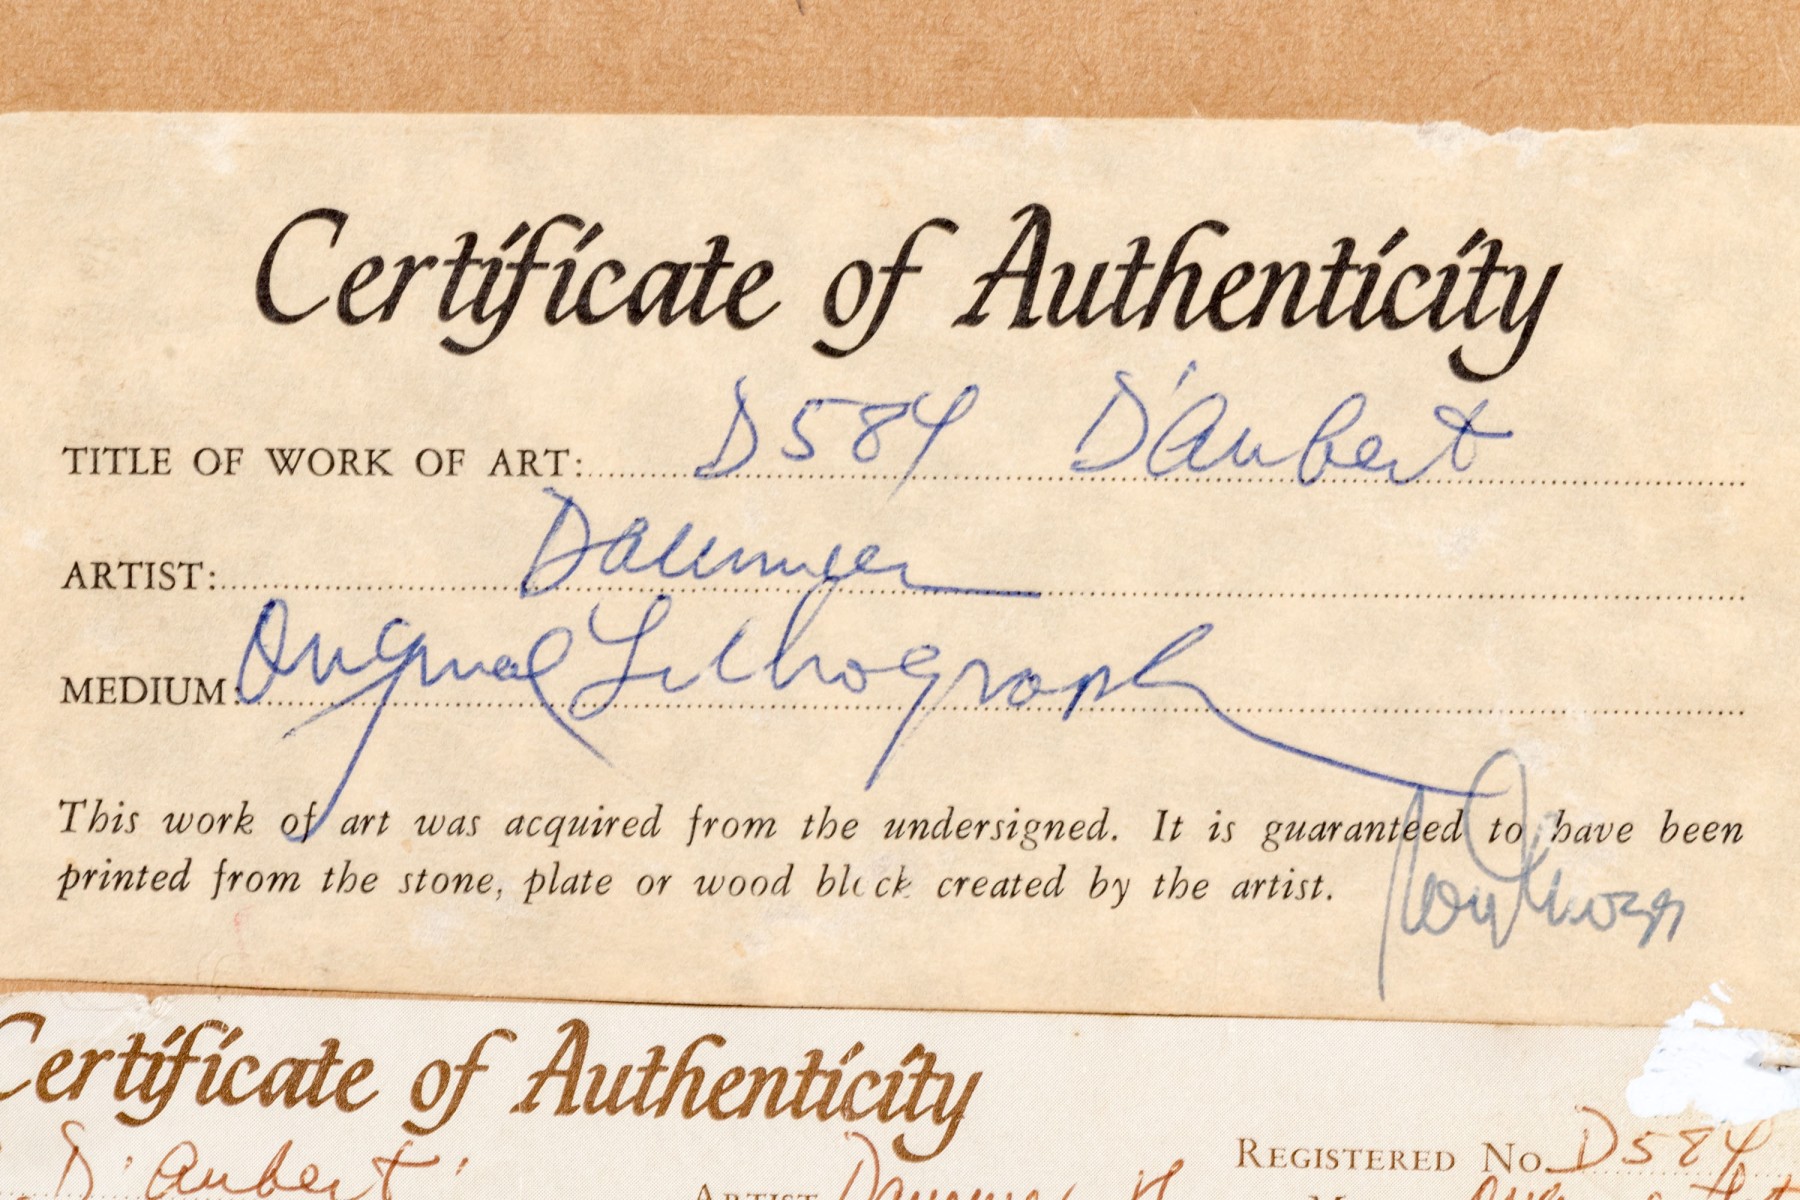 Certificate of Authenticity
TITLE OF WORK OF ART: D584 D'Aubert
ARTIST:
MEDIUM: Original Lithograph
This work of art was acquired from the undersigned. It is guaranteed to have been
printed from the stone, plate or wood block created by the artist.
Certificate of Authenticity
D'Aubert ARTIST REGISTERED NO. D584